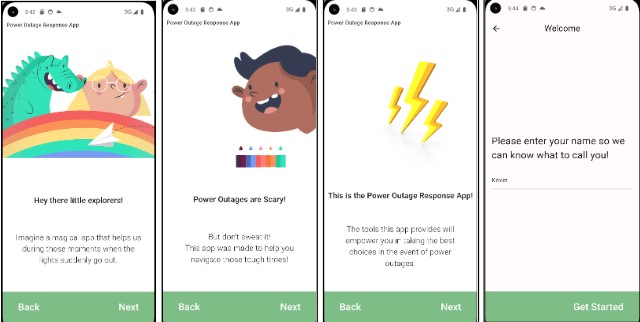 5:42
3G
Power Outage Response App
Hey there little explorers!
Imagine a magical app that helps us
during those moments when the
lights suddenly go out.
Back Next
5:42
3G
Power Outage Response App
Power Outages are Scary!
But don't sweat it!
This app was made to help you
navigate those tough times!
Back Next
5:43
3G
Power Outage Response App
This is the Power Outage Response App!
The tools this app provides will
empower you in taking the best
choices in the event of power
outages.
Back Next
5:44
3G
Welcome
Please enter your name so we
can know what to call you!
Kevin
Get Started